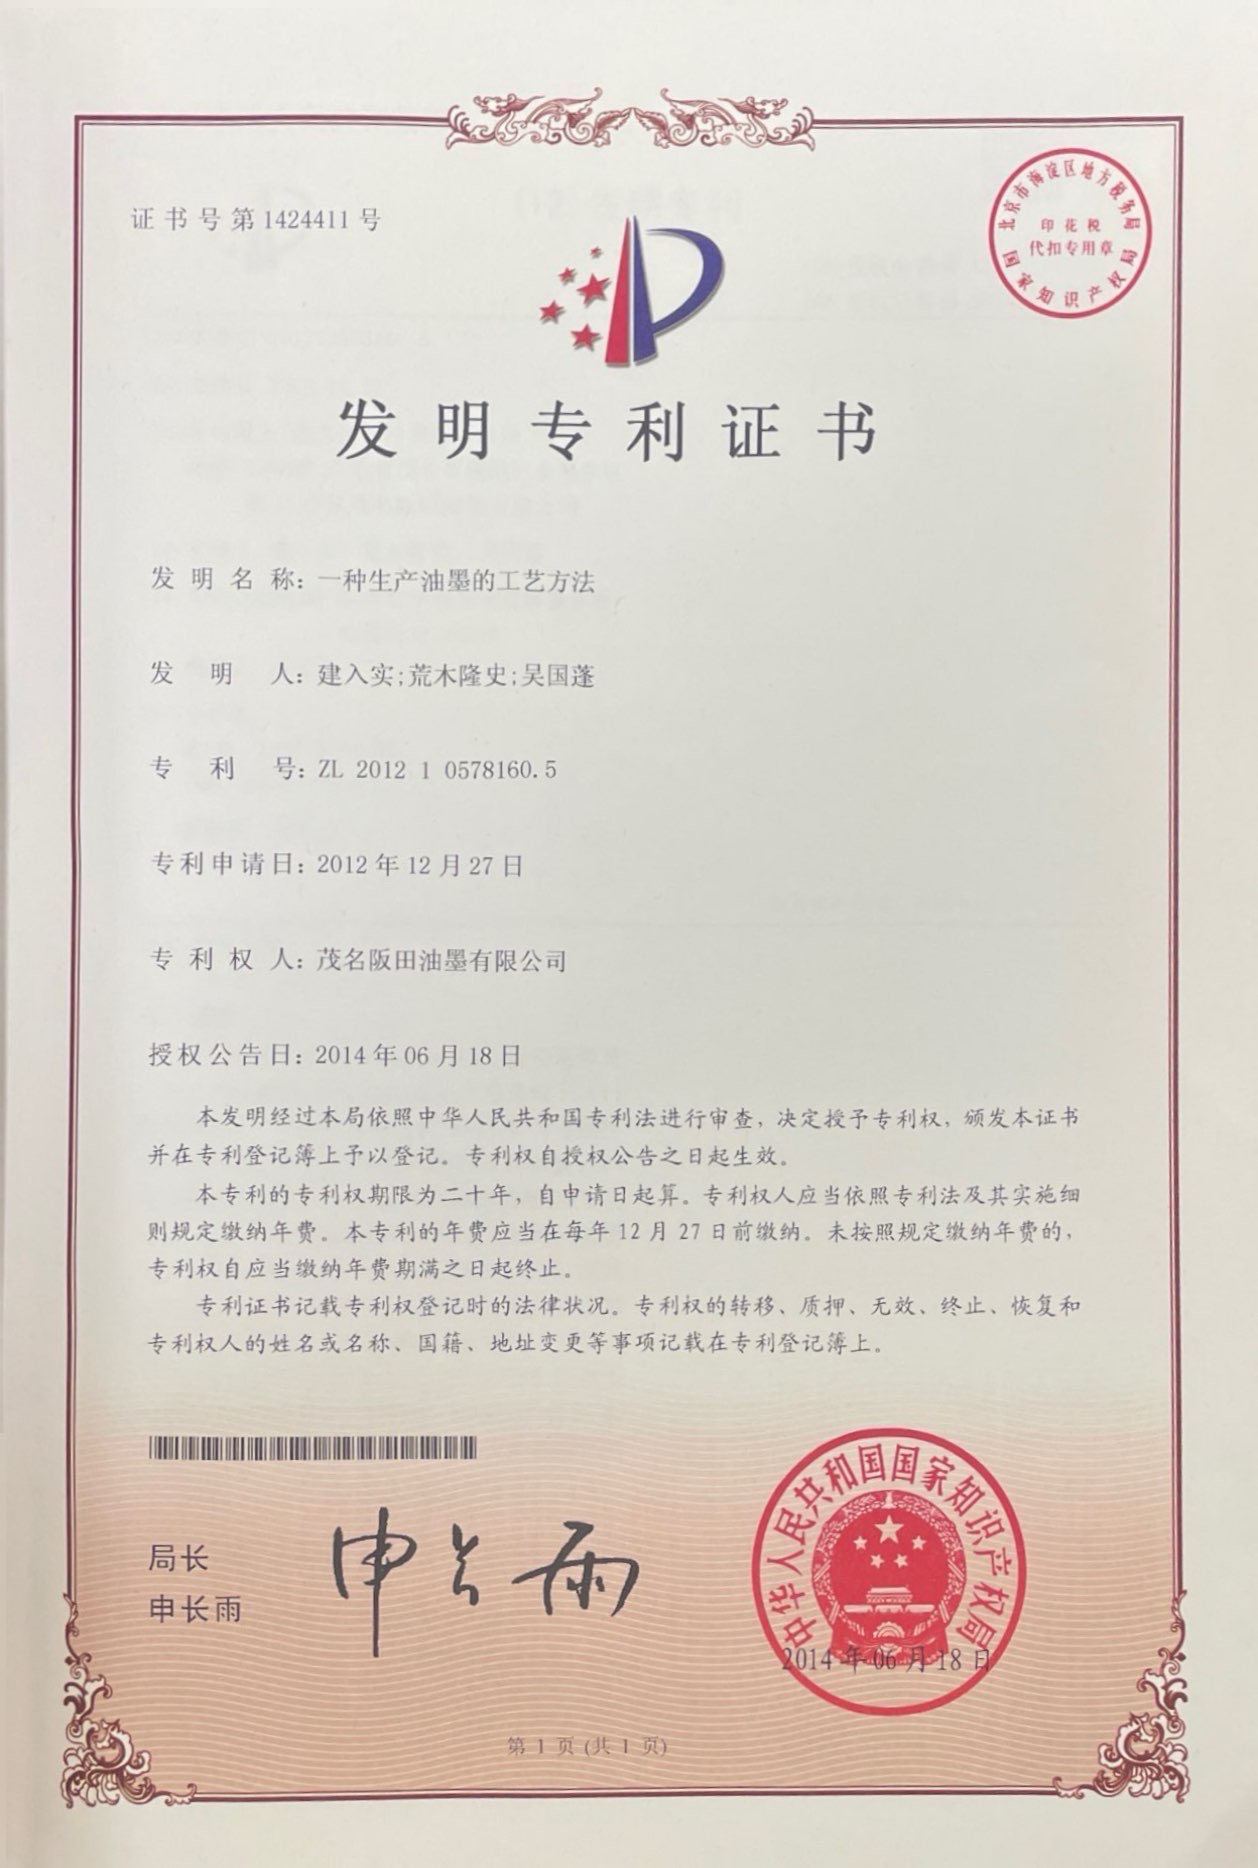 证书号第1424411号
北京市海淀区地方税务局
印花税
代扣专用章
国家知识产权局
发明专利证书
发明名称：一种生产油墨的工艺方法
发明人：建入实;荒木隆史;吴国蓬
专利号：ZL 2012 1 0578160.5
专利申请日：2012年12月27日
专利权人：茂名阪田油墨有限公司
授权公告日：2014年06月18日
本发明经过本局依照中华人民共和国专利法进行审查，决定授予专利权，颁发本证书
并在专利登记簿上予以登记。专利权自授权公告之日起生效。
本专利的专利权期限为二十年，自申请日起算。专利权人应当依照专利法及其实施细
则规定缴纳年费。本专利的年费应当在每年12月27日前缴纳。未按照规定缴纳年费的，
专利权自应当缴纳年费期满之日起终止。
专利证书记载专利权登记时的法律状况。专利权的转移、质押、无效、终止、恢复和
专利权人的姓名或名称、国籍、地址变更等事项记载在专利登记簿上。
局长
申长雨
申长雨
中华人民共和国国家知识产权局
2014年06月18日
第1页(共1页)